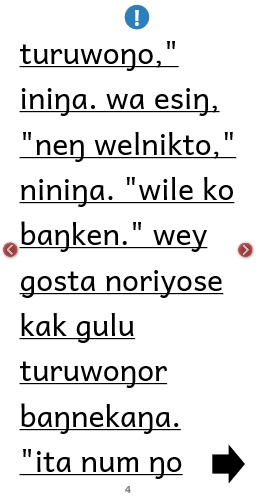 turuwoŋo,"
iniŋa. wa esiŋ,
"neŋ welnikto,"
niniŋa. "wile ko
baŋken." wey
gosta noriyose
kak gulu
turuwoŋor
baŋnekaŋa.
"ita num ŋo
4